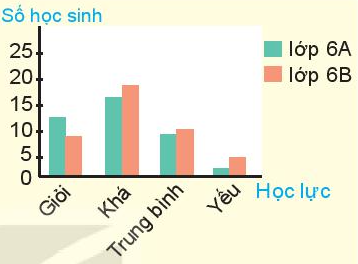 Số học sinh
25
20
15
10
5
0
lớp 6A
lớp 6B
Giỏi
Khá
Trung bình
Yếu
Học lực